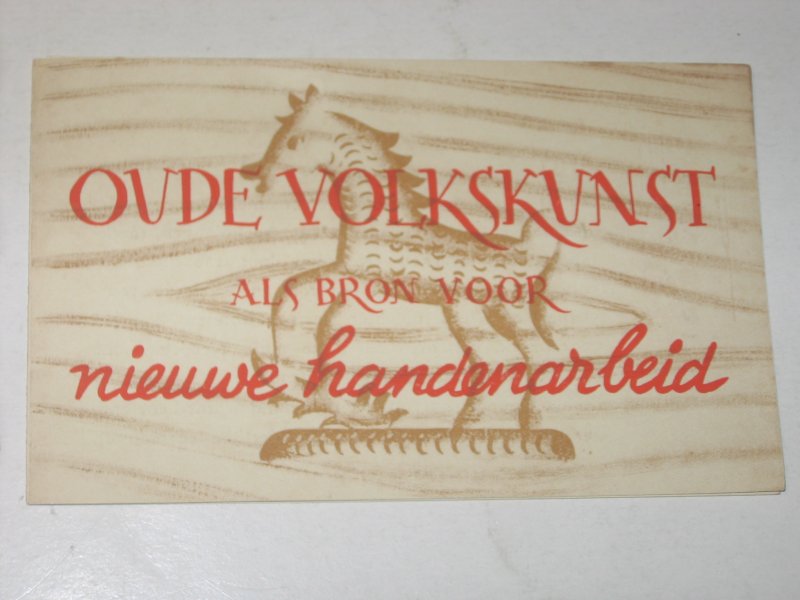 OUDE VOLKSKUNST
ALS BRON VOOR
nieuwe handenarbeid